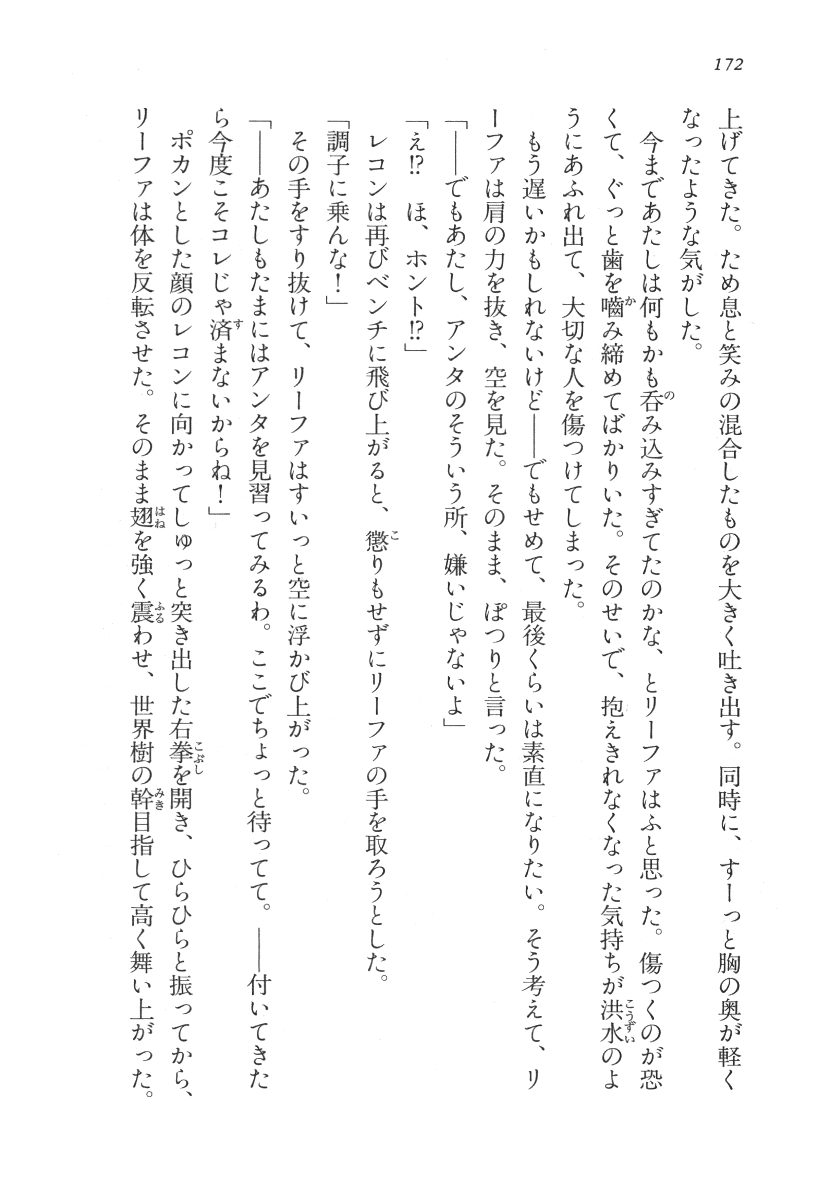 172
上げてきた。ため息と笑みの混合したものを大きく吐き出す。同時に、すーっと胸の奥が軽く
なったような気がした。
今まであたしは何もかも呑み込みすぎてたのかな、とリーファはふと思った。傷つくのが恐
くて、ぐっと歯を嚙み締めてばかりいた。そのせいで、抱えきれなくなった気持ちが洪水のよ
うにあふれ出て、大切な人を傷つけてしまった。
もう遅いかもしれないけど――でもせめて、最後くらいは素直になりたい。そう考えて、リ
ーファは肩の力を抜き、空を見た。そのまま、ぽつりと言った。
「――でもあたし、アンタのそういう所、嫌いじゃないよ」
「え!? ほ、ホント!?」
レコンは再びベンチに飛び上がると、懲りもせずにリーファの手を取ろうとした。
「調子に乗んな！」
その手をすり抜けて、リーファはすいっと空に浮かび上がった。
「――あたしもたまにはアンタを見習ってみるわ。ここでちょっと待ってて。――付いてきた
ら今度こそコレじゃ済まないからね！」
ポカンとした顔のレコンに向かってしゅっと突き出した右拳を開き、ひらひらと振ってから、
リーファは体を反転させた。そのまま翅を強く震わせ、世界樹の幹目指して高く舞い上がった。